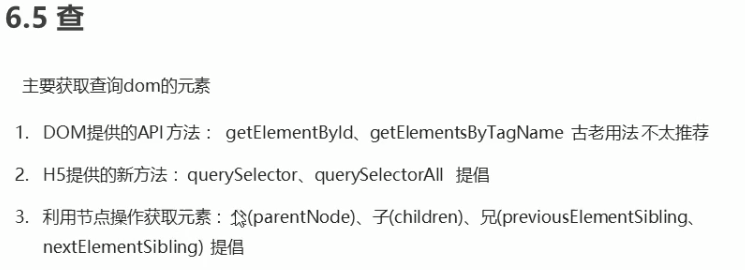 6.5 查
主要获取查询dom的元素
1. DOM提供的API 方法： getElementById、getElementsByTagName 古老用法 不太推荐
2. H5提供的新方法： querySelector、querySelectorAll 提倡
3. 利用节点操作获取元素： (parentNode)、子(children)、兄(previousElementSibling、
nextElementSibling) 提倡